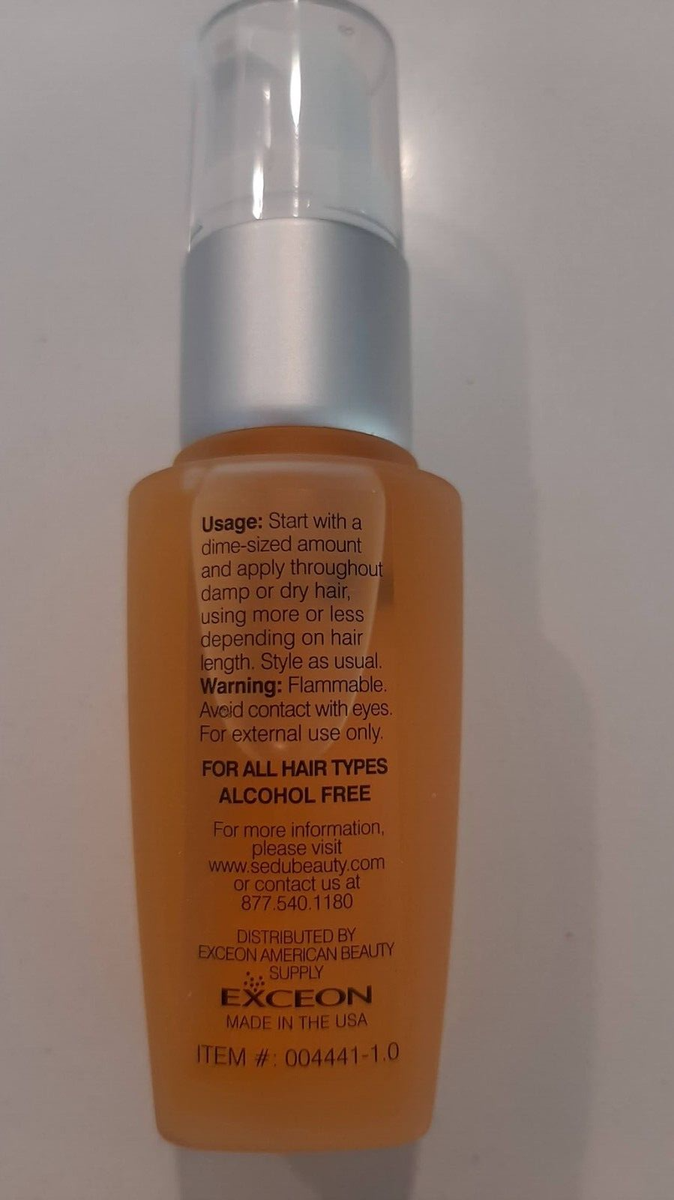 Usage: Start with a
dime-sized amount
and apply throughout
damp or dry hair,
using more or less
depending on hair
length. Style as usual.
Warning: Flammable.
Avoid contact with eyes.
For external use only.
FOR ALL HAIR TYPES
ALCOHOL FREE
For more information,
please visit
www.sedubeauty.com
or contact us at
877.540.1180
DISTRIBUTED BY
EXCEON AMERICAN BEAUTY
SUPPLY
EXCEON
MADE IN THE USA
ITEM #: 004441-1.0